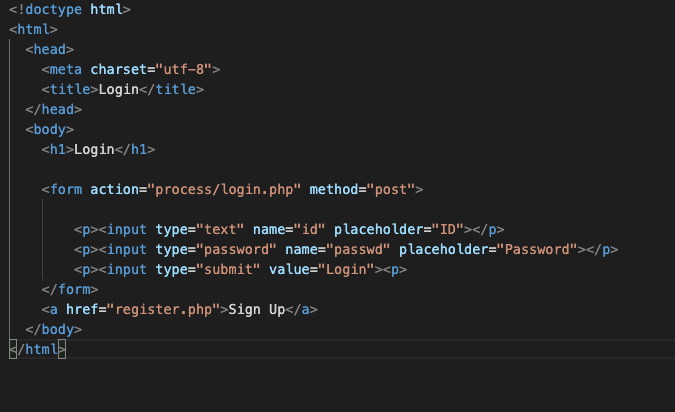 <!doctype html>
<html>
  <head>
    <meta charset="utf-8">
    <title>Login</title>
  </head>
  <body>
    <h1>Login</h1>

    <form action="process/login.php" method="post">

        <p><input type="text" name="id" placeholder="ID"></p>
        <p><input type="password" name="passwd" placeholder="Password"></p>
        <p><input type="submit" value="Login"><p>
    </form>
    <a href="register.php">Sign Up</a>
  </body>
</html>